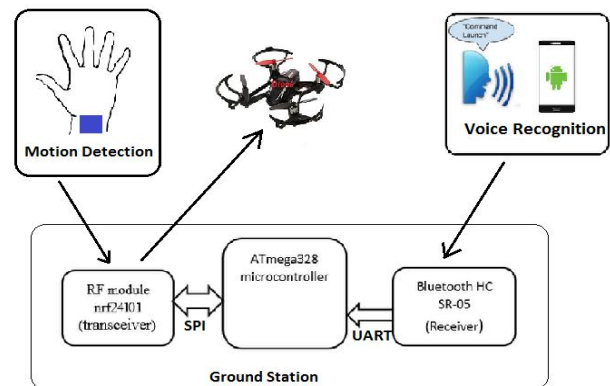 "Command
Launch"
Motion Detection
Voice Recognition
RF module
nrf24l01
(transceiver)
SPI
ATmega328
microcontroller
UART
Bluetooth HC
SR-05
(Receiver)
Ground Station